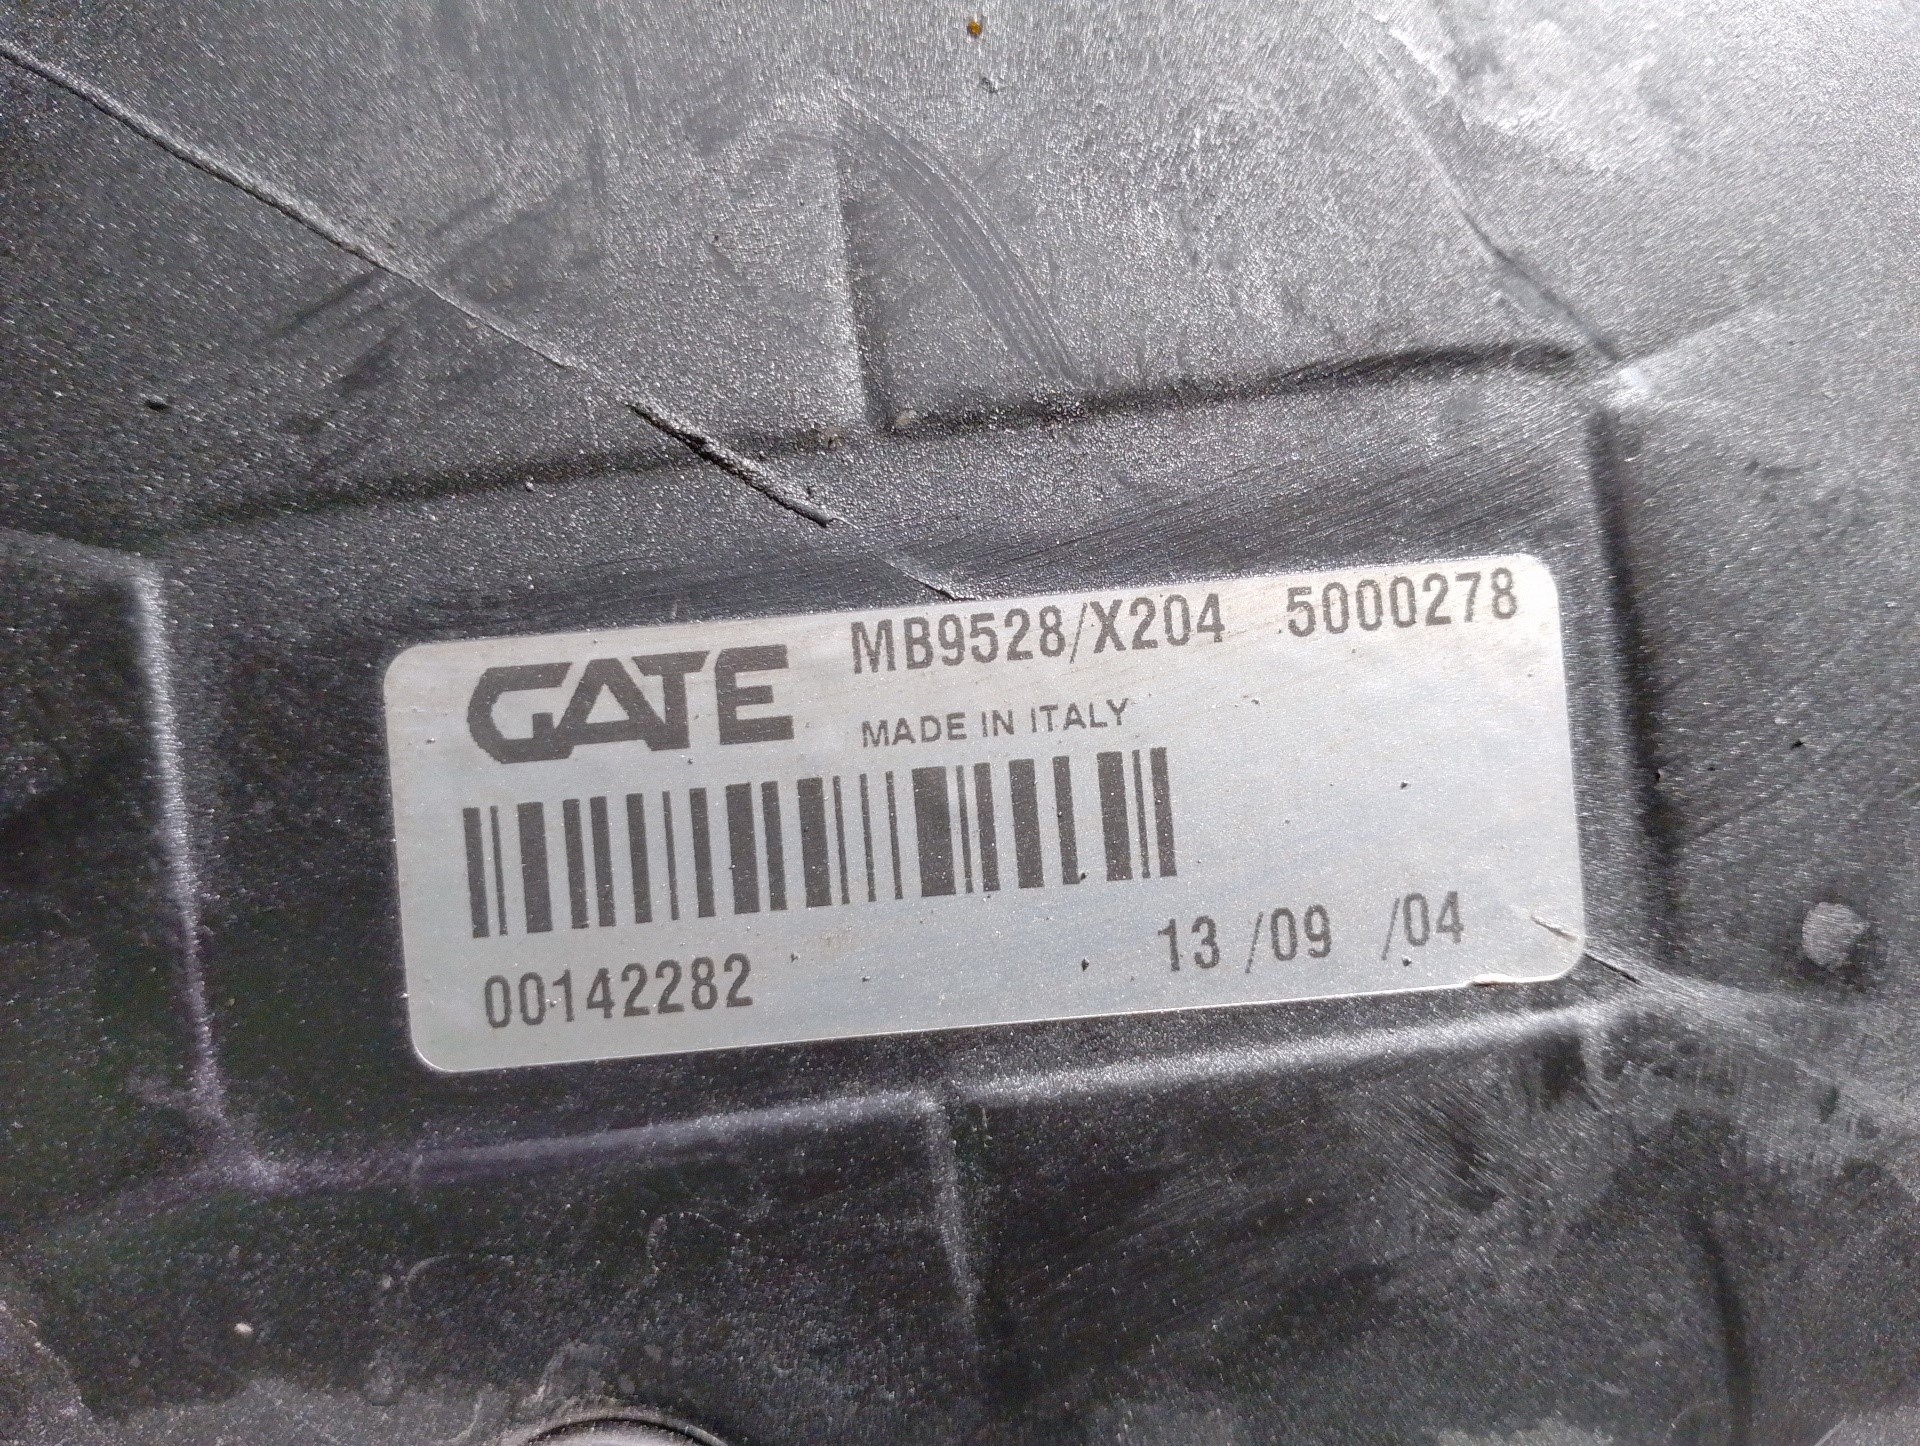 GATE MB9528/X204 5000278
MADE IN ITALY
00142282 13/09/04